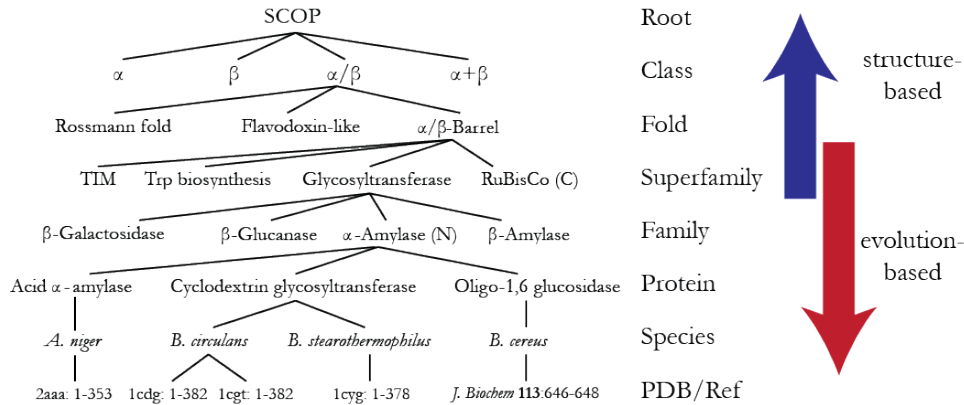 SCOP Root
α β α/β α+β Class
structure-
based
Rossmann fold Flavodoxin-like α/β-Barrel Fold
TIM Trp biosynthesis Glycosyltransferase RuBisCo (C) Superfamily
β-Galactosidase β-Glucanase α-Amylase (N) β-Amylase Family
evolution-
based
Acid α-amylase Cyclodextrin glycosyltransferase Oligo-1,6 glucosidase Protein
A. niger B. circulans B. stearothermophilus B. cereus Species
2aaa: 1-353 1cdg: 1-382 1cgt: 1-382 1cyg: 1-378 J. Biochem 113:646-648 PDB/Ref